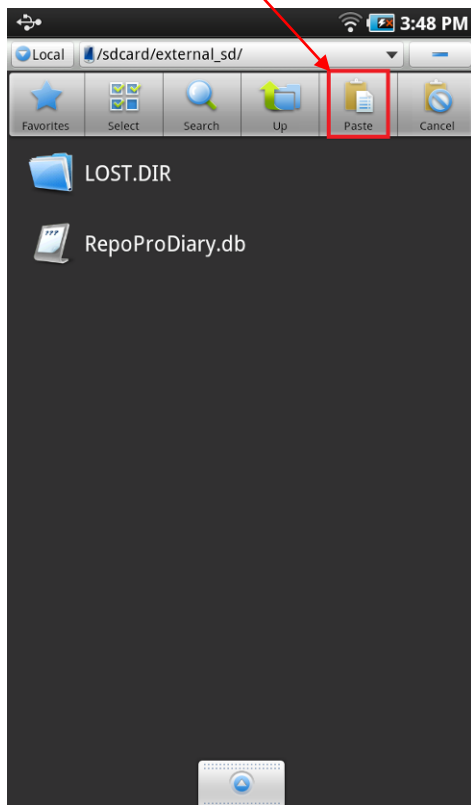 3:48 PM
Local /sdcard/external_sd/
Favorites Select Search Up Paste Cancel
LOST.DIR
RepoProDiary.db